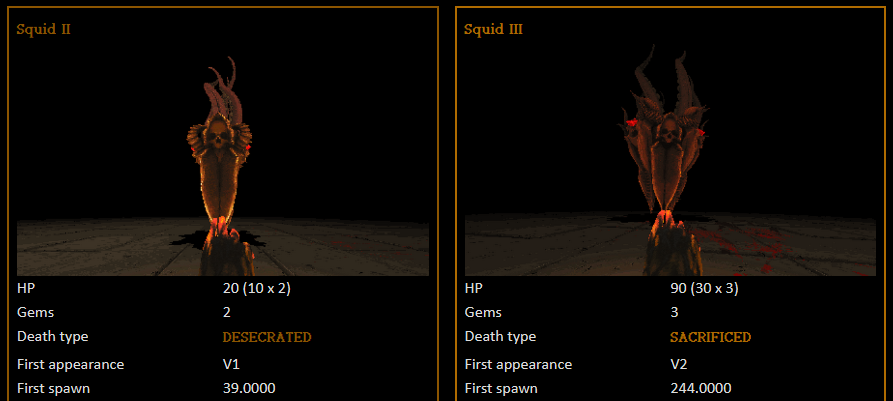 Squid II
HP 20 (10 x 2)
Gems 2
Death type DESECRATED
First appearance V1
First spawn 39.0000
Squid III
HP 90 (30 x 3)
Gems 3
Death type SACRIFICED
First appearance V2
First spawn 244.0000